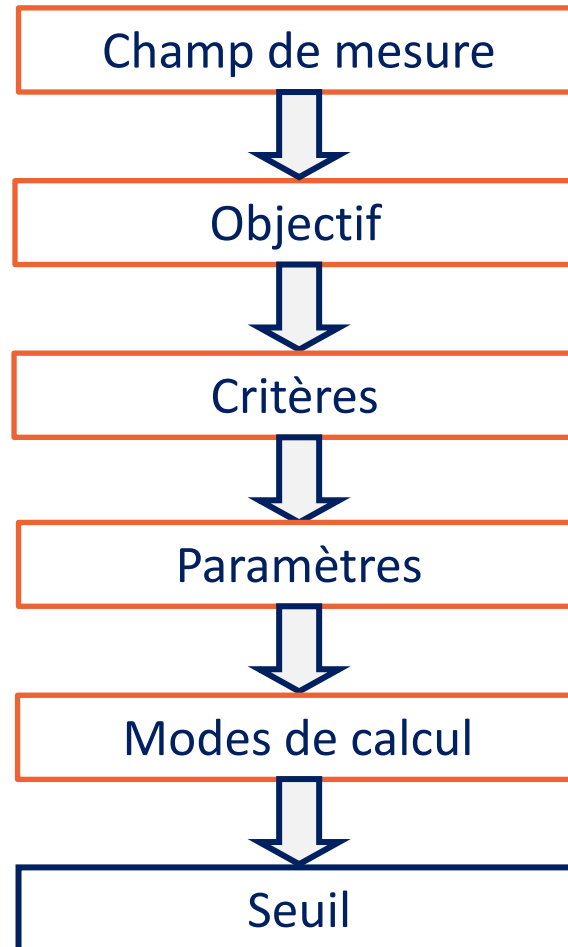 Champ de mesure
Objectif
Critères
Paramètres
Modes de calcul
Seuil